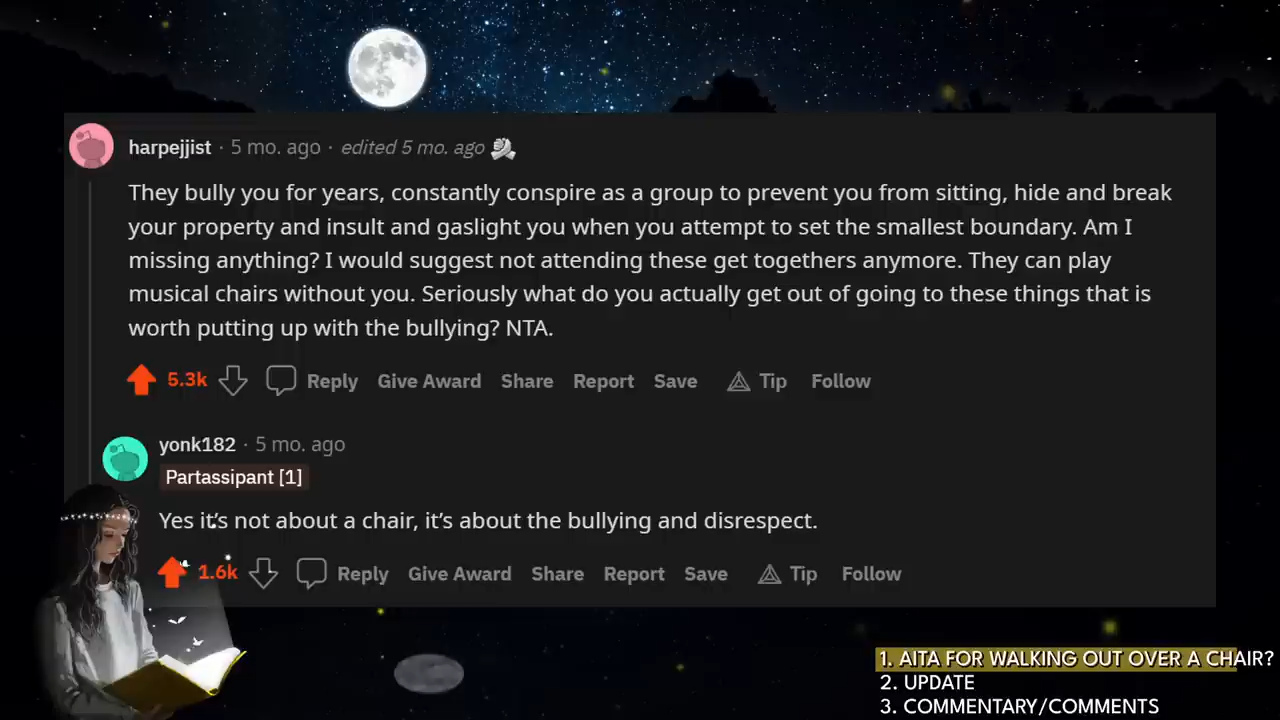 harpejjist · 5 mo. ago · edited 5 mo. ago
They bully you for years, constantly conspire as a group to prevent you from sitting, hide and break
your property and insult and gaslight you when you attempt to set the smallest boundary. Am I
missing anything? I would suggest not attending these get togethers anymore. They can play
musical chairs without you. Seriously what do you actually get out of going to these things that is
worth putting up with the bullying? NTA.
5.3k Reply Give Award Share Report Save Tip Follow
yonk182 · 5 mo. ago
Partassipant [1]
Yes it’s not about a chair, it’s about the bullying and disrespect.
1.6k Reply Give Award Share Report Save Tip Follow
1. AITA FOR WALKING OUT OVER A CHAIR?
2. UPDATE
3. COMMENTARY/COMMENTS